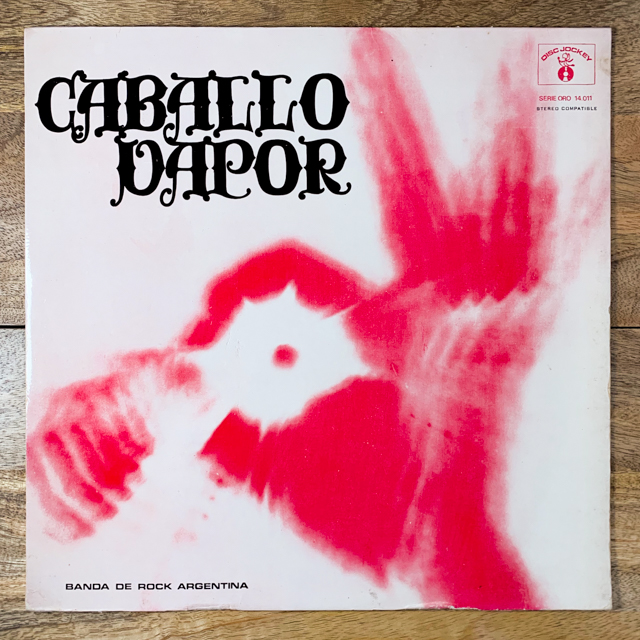 CABALLO
VAPOR
DISC JOCKEY
SERIE ORO 14.011
STEREO COMPATIBLE
BANDA DE ROCK ARGENTINA